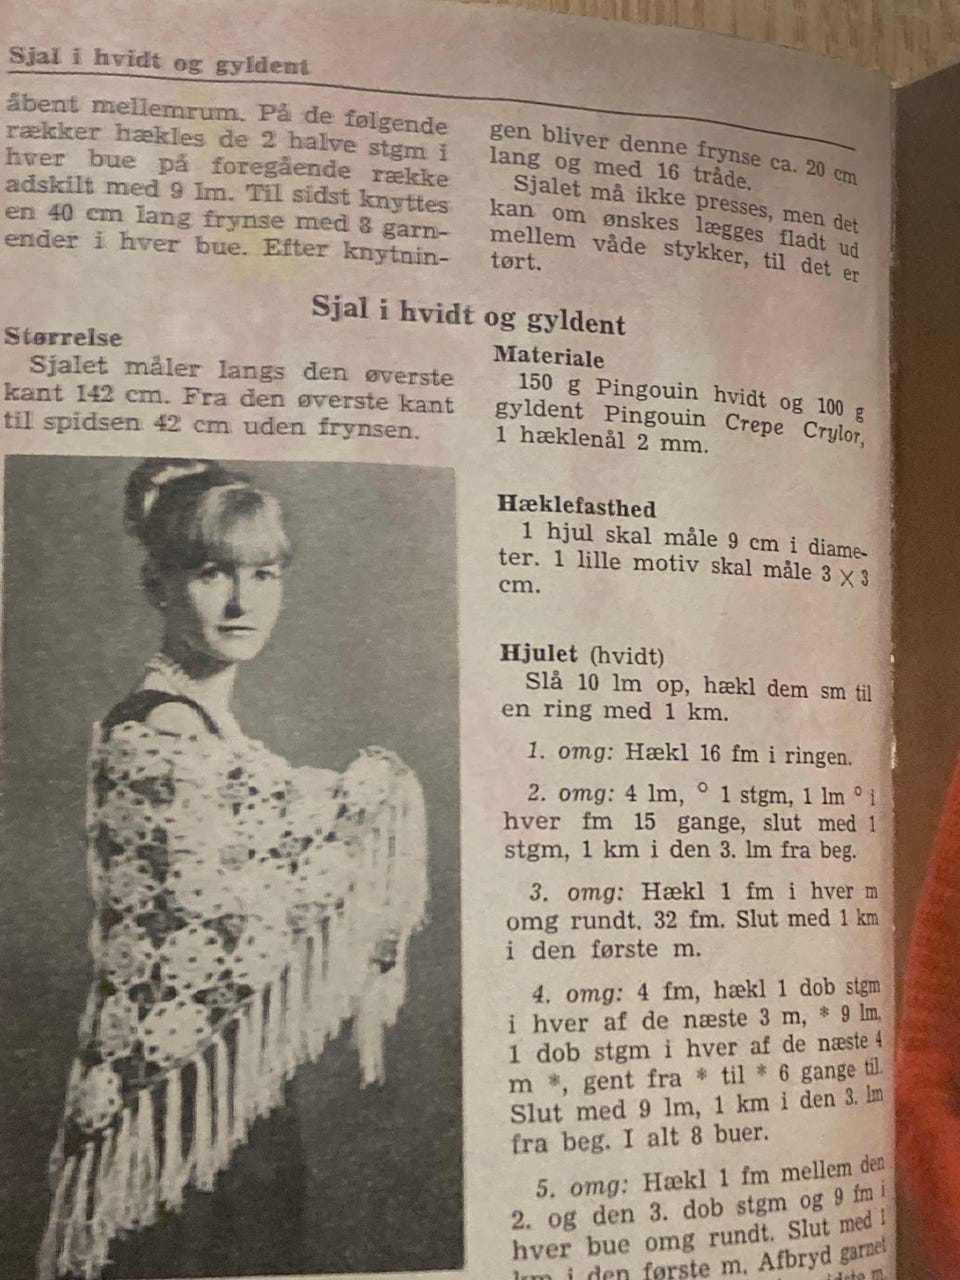 Sjal i hvidt og gyldent
åbent mellemrum. På de følgende
rækker hækles de 2 halve stgm i
hver bue på foregående række
adskilt med 9 lm. Til sidst knyttes
en 40 cm lang frynse med 8 garn-
ender i hver bue. Efter knytnin-
gen bliver denne frynse ca. 20 cm
lang og med 16 tråde.
Sjalet må ikke presses, men det
kan om ønskes lægges fladt ud
mellem våde stykker, til det er
tørt.
Sjal i hvidt og gyldent
Størrelse
Sjalet måler langs den øverste
kant 142 cm. Fra den øverste kant
til spidsen 42 cm uden frynsen.
Materiale
150 g Pingouin hvidt og 100 g
gyldent Pingouin Crepe Crylor,
1 hæklenål 2 mm.
Hæklefasthed
1 hjul skal måle 9 cm i diame-
ter. 1 lille motiv skal måle 3 × 3
cm.
Hjulet (hvidt)
Slå 10 lm op, hækl dem sm til
en ring med 1 km.
1. omg: Hækl 16 fm i ringen.
2. omg: 4 lm, ° 1 stgm, 1 lm ° i
hver fm 15 gange, slut med 1
stgm, 1 km i den 3. lm fra beg.
3. omg: Hækl 1 fm i hver m
omg rundt. 32 fm. Slut med 1 km
i den første m.
4. omg: 4 fm, hækl 1 dob stgm
i hver af de næste 3 m, * 9 lm,
1 dob stgm i hver af de næste 4
m *, gent fra * til * 6 gange til.
Slut med 9 lm, 1 km i den 3. lm
fra beg. I alt 8 buer.
5. omg: Hækl 1 fm mellem den
2. og den 3. dob stgm og 9 fm i
hver bue omg rundt. Slut med 1
km i den første m. Afbryd garnet